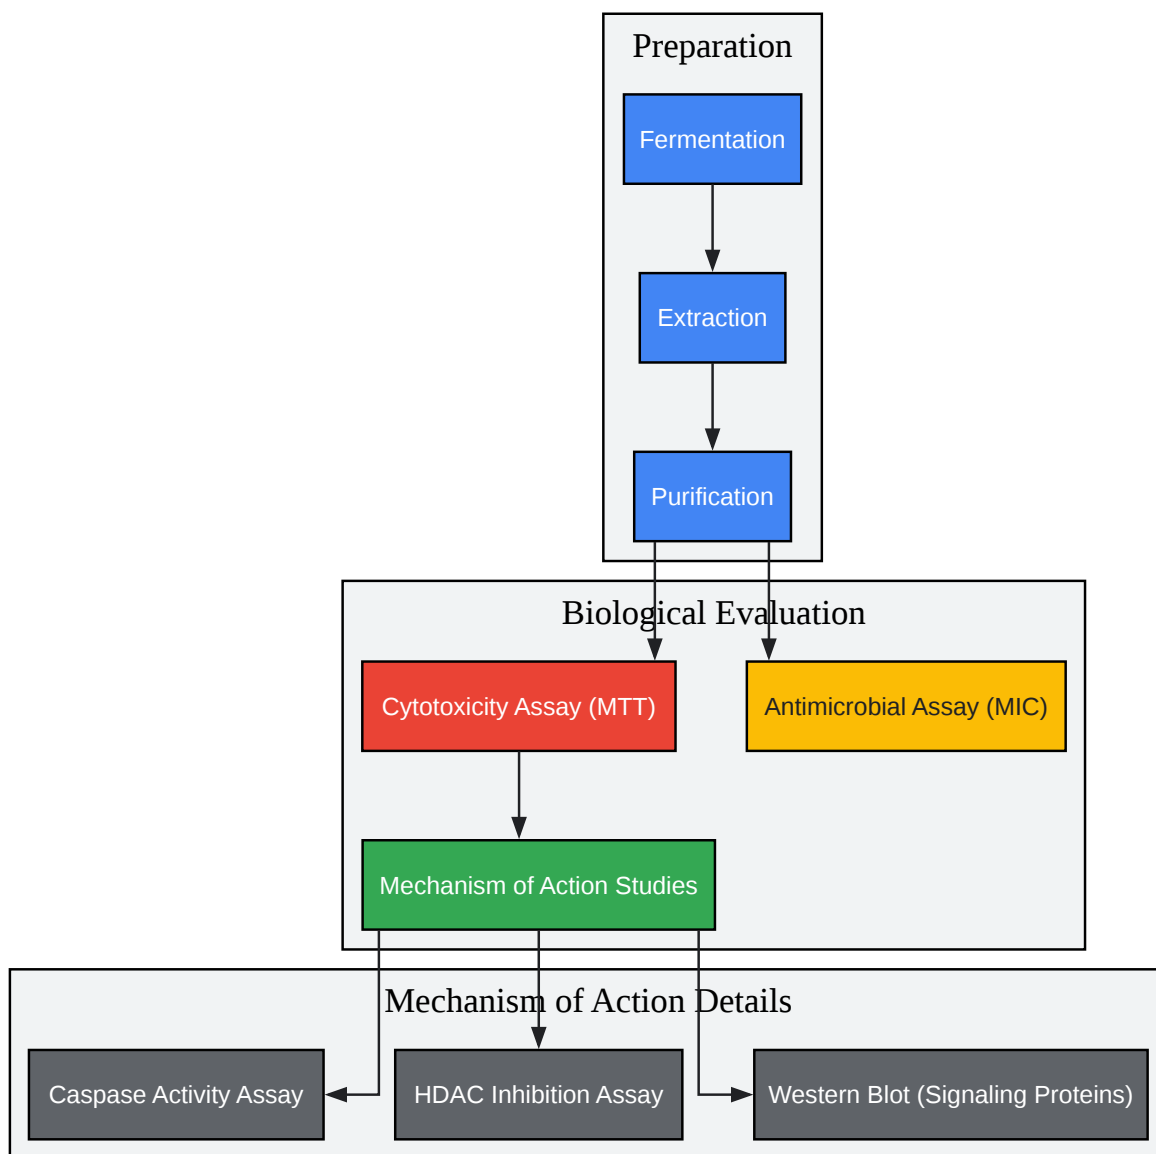 Preparation
Fermentation
Extraction
Purification
Biological Evaluation
Cytotoxicity Assay (MTT)
Antimicrobial Assay (MIC)
Mechanism of Action Studies
Mechanism of Action Details
Caspase Activity Assay
HDAC Inhibition Assay
Western Blot (Signaling Proteins)